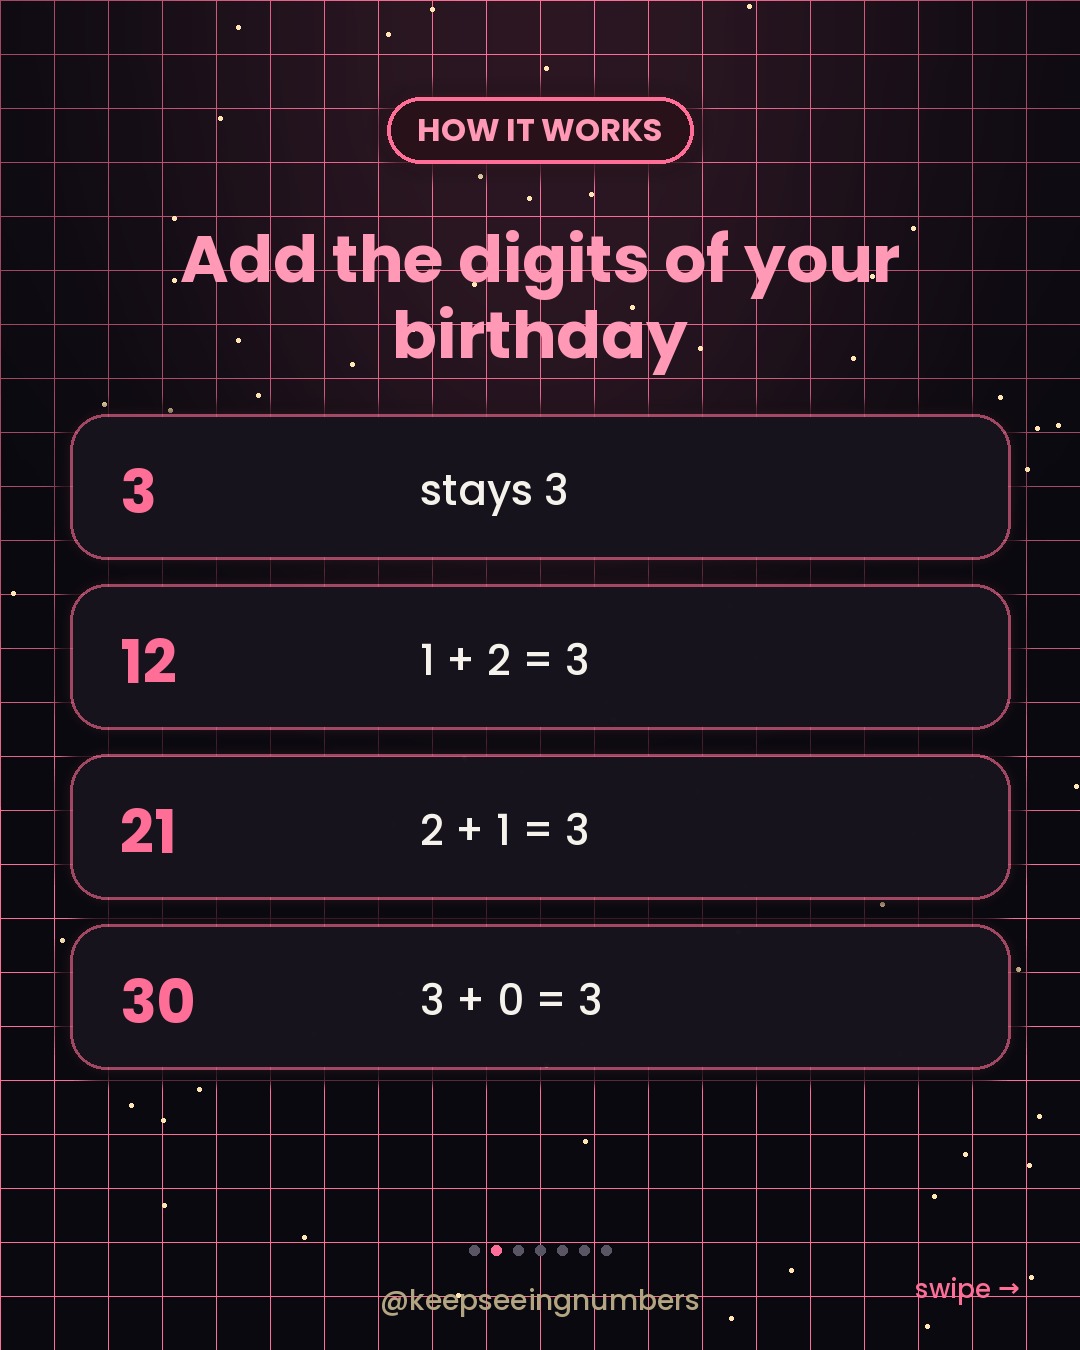 HOW IT WORKS
Add the digits of your
birthday
3 stays 3
12 1 + 2 = 3
21 2 + 1 = 3
30 3 + 0 = 3
@keepseeingnumbers
swipe →